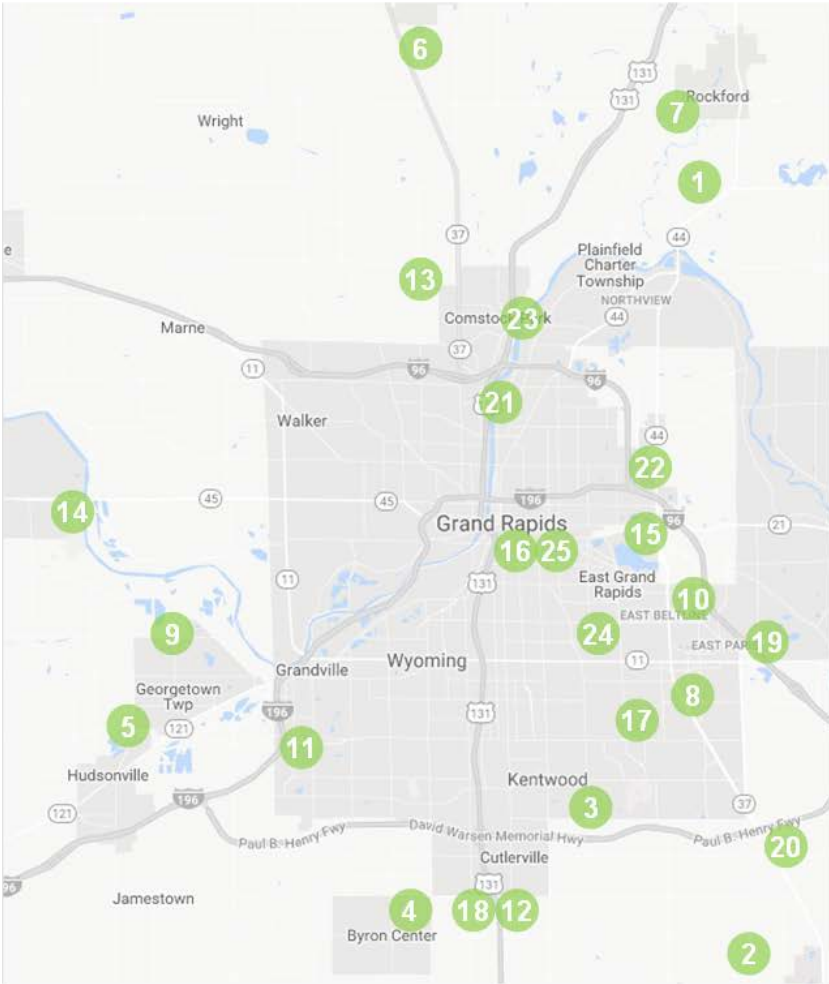 6
131
131
Rockford
7
Wright
1
37
44
Plainfield
Charter
Township
e
13
NORTHVIEW
Comstock Park
23
44
Marne
37
11
96
96
21
Walker
44
22
45
45
196
14
Grand Rapids
96
21
15
16
25
131
11
East Grand
Rapids
10
EAST BELTLINE
9
24
EAST PAR
19
Grandville
Wyoming
11
Georgetown
Twp
8
196
131
17
5
121
11
Hudsonville
Kentwood
3
196
37
121
Paul B. Henry Fwy
David Warsen Memorial Hwy
Paul B. Henry Fwy
20
Cutlerville
96
131
Jamestown
4
18
12
Byron Center
2